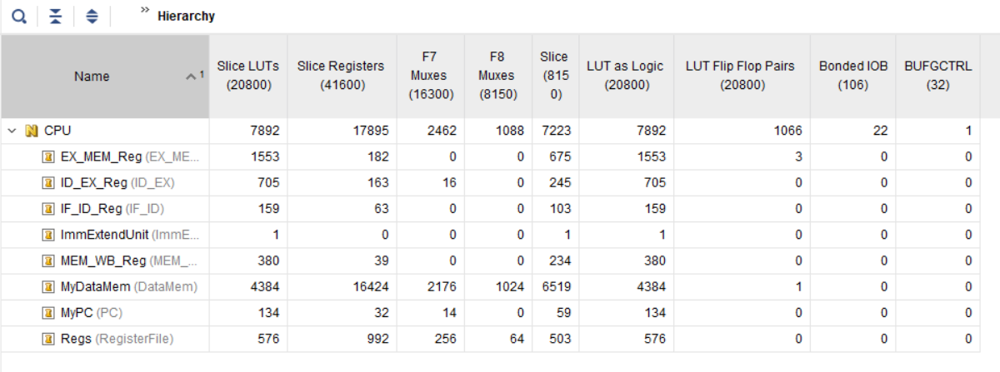 » Hierarchy
Name 1 Slice LUTs (20800) Slice Registers (41600) F7 Muxes (16300) F8 Muxes (8150) Slice (8150) LUT as Logic (20800) LUT Flip Flop Pairs (20800) Bonded IOB (106) BUFGCTRL (32)
N CPU 7892 17895 2462 1088 7223 7892 1066 22 1
EX_MEM_Reg (EX_ME... 1553 182 0 0 675 1553 3 0 0
ID_EX_Reg (ID_EX) 705 163 16 0 245 705 0 0 0
IF_ID_Reg (IF_ID) 159 63 0 0 103 159 0 0 0
ImmExtendUnit (ImmE... 1 0 0 0 1 1 0 0 0
MEM_WB_Reg (MEM_... 380 39 0 0 234 380 0 0 0
MyDataMem (DataMem) 4384 16424 2176 1024 6519 4384 1 0 0
MyPC (PC) 134 32 14 0 59 134 0 0 0
Regs (RegisterFile) 576 992 256 64 503 576 0 0 0